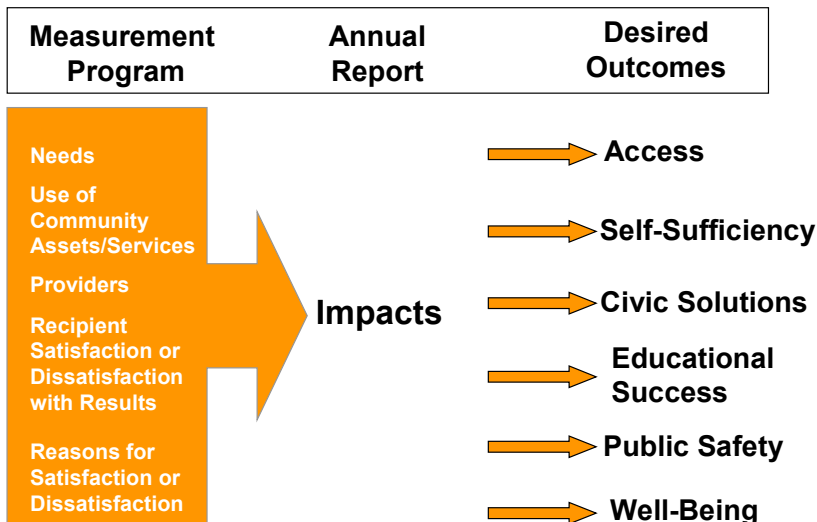 Measurement
Program
Annual
Report
Desired
Outcomes
Needs
Use of
Community
Assets/Services
Providers
Recipient
Satisfaction or
Dissatisfaction
with Results
Reasons for
Satisfaction or
Dissatisfaction
Impacts
Access
Self-Sufficiency
Civic Solutions
Educational
Success
Public Safety
Well-Being